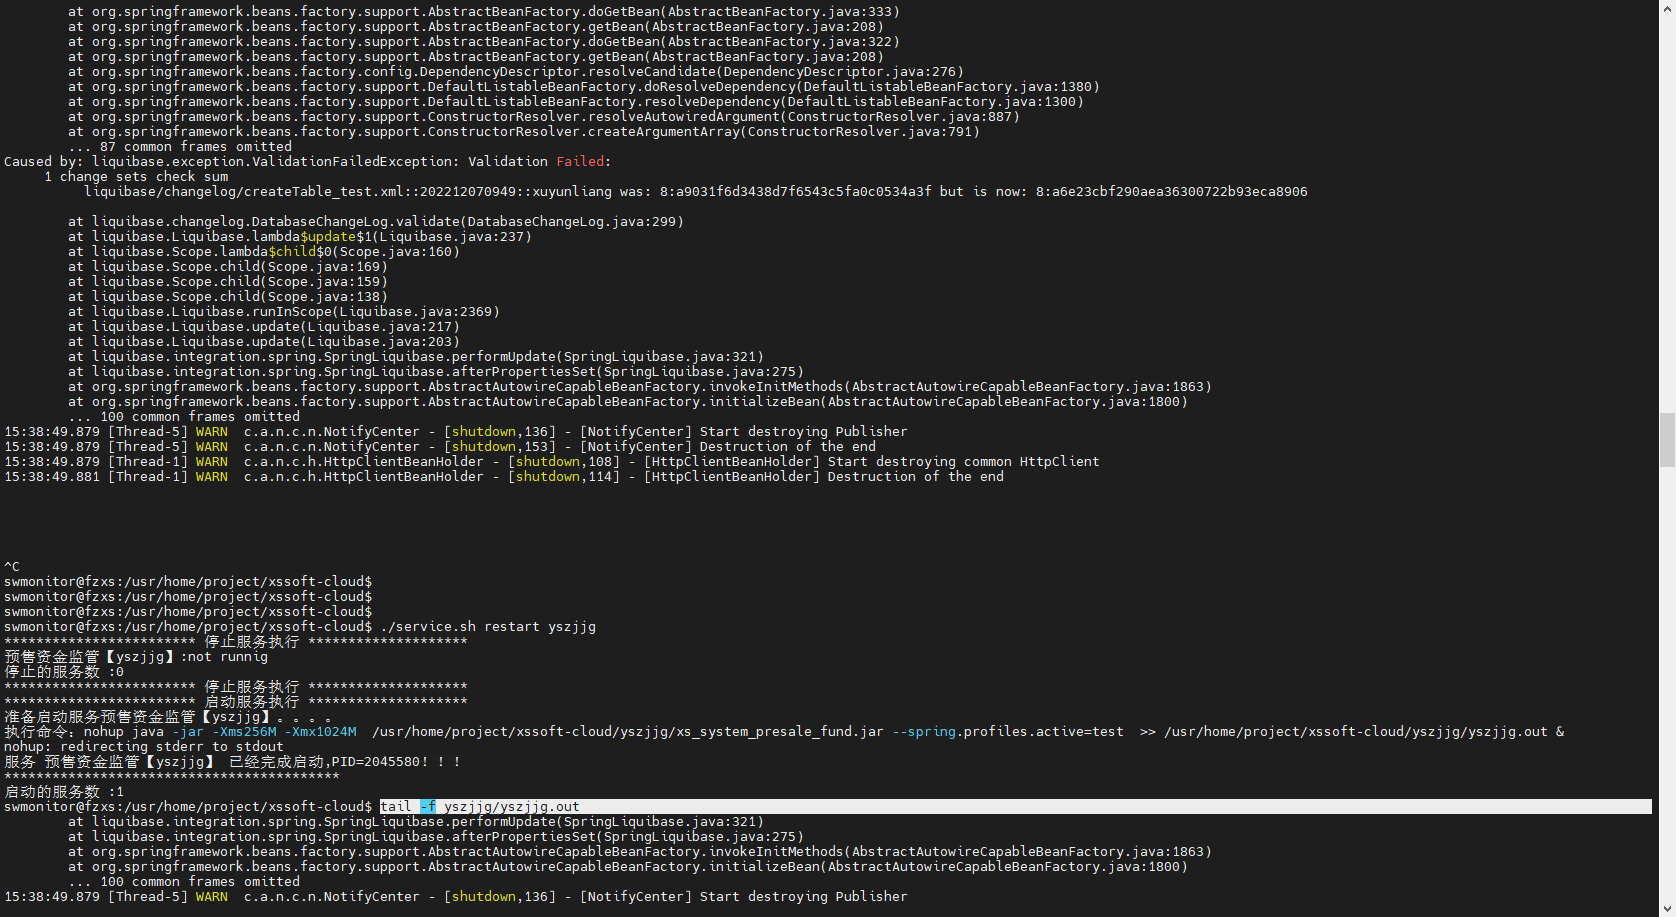 at org.springframework.beans.factory.support.AbstractBeanFactory.doGetBean(AbstractBeanFactory.java:333)
at org.springframework.beans.factory.support.AbstractBeanFactory.getBean(AbstractBeanFactory.java:208)
at org.springframework.beans.factory.support.AbstractBeanFactory.doGetBean(AbstractBeanFactory.java:322)
at org.springframework.beans.factory.support.AbstractBeanFactory.getBean(AbstractBeanFactory.java:208)
at org.springframework.beans.factory.config.DependencyDescriptor.resolveCandidate(DependencyDescriptor.java:276)
at org.springframework.beans.factory.support.DefaultListableBeanFactory.doResolveDependency(DefaultListableBeanFactory.java:1380)
at org.springframework.beans.factory.support.DefaultListableBeanFactory.resolveDependency(DefaultListableBeanFactory.java:1300)
at org.springframework.beans.factory.support.ConstructorResolver.resolveAutowiredArgument(ConstructorResolver.java:887)
at org.springframework.beans.factory.support.ConstructorResolver.createArgumentArray(ConstructorResolver.java:791)
... 87 common frames omitted
Caused by: liquibase.exception.ValidationFailedException: Validation Failed:
1 change sets check sum
liquibase/changelog/createTable_test.xml::202212070949::xuyunliang was: 8:a9031f6d3438d7f6543c5fa0c0534a3f but is now: 8:a6e23cbf290aea36300722b93eca8906
at liquibase.changelog.DatabaseChangeLog.validate(DatabaseChangeLog.java:299)
at liquibase.Liquibase.lambda$update$1(Liquibase.java:237)
at liquibase.Scope.lambda$child$0(Scope.java:160)
at liquibase.Scope.child(Scope.java:169)
at liquibase.Scope.child(Scope.java:159)
at liquibase.Scope.child(Scope.java:138)
at liquibase.Liquibase.runInScope(Liquibase.java:2369)
at liquibase.Liquibase.update(Liquibase.java:217)
at liquibase.Liquibase.update(Liquibase.java:203)
at liquibase.integration.spring.SpringLiquibase.performUpdate(SpringLiquibase.java:321)
at liquibase.integration.spring.SpringLiquibase.afterPropertiesSet(SpringLiquibase.java:275)
at org.springframework.beans.factory.support.AbstractAutowireCapableBeanFactory.invokeInitMethods(AbstractAutowireCapableBeanFactory.java:1863)
at org.springframework.beans.factory.support.AbstractAutowireCapableBeanFactory.initializeBean(AbstractAutowireCapableBeanFactory.java:1800)
... 100 common frames omitted
15:38:49.879 [Thread-5] WARN  c.a.n.c.n.NotifyCenter - [shutdown,136] - [NotifyCenter] Start destroying Publisher
15:38:49.879 [Thread-5] WARN  c.a.n.c.n.NotifyCenter - [shutdown,153] - [NotifyCenter] Destruction of the end
15:38:49.879 [Thread-1] WARN  c.a.n.c.h.HttpClientBeanHolder - [shutdown,108] - [HttpClientBeanHolder] Start destroying common HttpClient
15:38:49.881 [Thread-1] WARN  c.a.n.c.h.HttpClientBeanHolder - [shutdown,114] - [HttpClientBeanHolder] Destruction of the end
^C
swmonitor@fzxs:/usr/home/project/xssoft-cloud$
swmonitor@fzxs:/usr/home/project/xssoft-cloud$
swmonitor@fzxs:/usr/home/project/xssoft-cloud$
swmonitor@fzxs:/usr/home/project/xssoft-cloud$ ./service.sh restart yszjjg
************************ 停止服务执行 ********************
预售资金监管【yszjjg】:not runnig
停止的服务数 :0
************************ 停止服务执行 ********************
************************ 启动服务执行 ********************
准备启动服务预售资金监管【yszjjg】。。。。
执行命令: nohup java -jar -Xms256M -Xmx1024M  /usr/home/project/xssoft-cloud/yszjjg/xs_system_presale_fund.jar --spring.profiles.active=test  >> /usr/home/project/xssoft-cloud/yszjjg/yszjjg.out &
nohup: redirecting stderr to stdout
服务 预售资金监管【yszjjg】 已经完成启动,PID=2045580！！！
******************************************
启动的服务数 :1
swmonitor@fzxs:/usr/home/project/xssoft-cloud$ tail -f yszjjg/yszjjg.out
at liquibase.integration.spring.SpringLiquibase.performUpdate(SpringLiquibase.java:321)
at liquibase.integration.spring.SpringLiquibase.afterPropertiesSet(SpringLiquibase.java:275)
at org.springframework.beans.factory.support.AbstractAutowireCapableBeanFactory.invokeInitMethods(AbstractAutowireCapableBeanFactory.java:1863)
at org.springframework.beans.factory.support.AbstractAutowireCapableBeanFactory.initializeBean(AbstractAutowireCapableBeanFactory.java:1800)
... 100 common frames omitted
15:38:49.879 [Thread-5] WARN  c.a.n.c.n.NotifyCenter - [shutdown,136] - [NotifyCenter] Start destroying Publisher